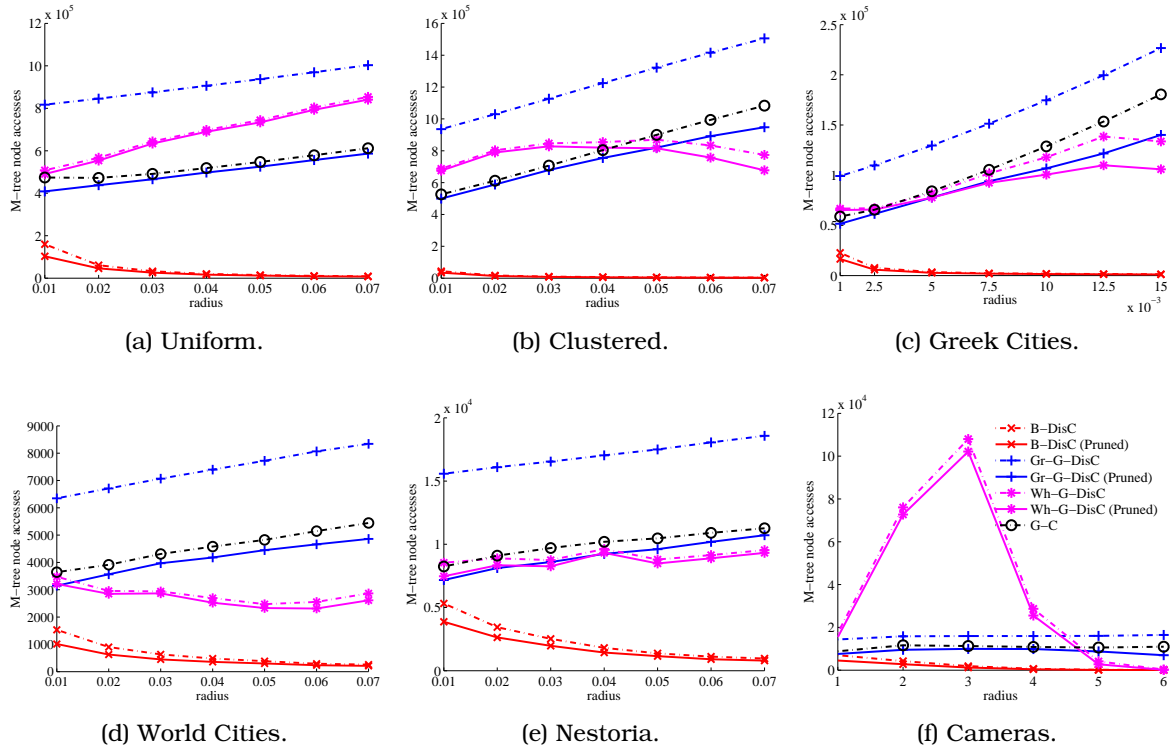 x 10^5
12
10
8
6
4
2
0
M-tree node accesses
0.01 0.02 0.03 0.04 0.05 0.06 0.07
radius
(a) Uniform.
x 10^5
16
14
12
10
8
6
4
2
0
M-tree node accesses
0.01 0.02 0.03 0.04 0.05 0.06 0.07
radius
(b) Clustered.
x 10^5
2.5
2
1.5
1
0.5
0
M-tree node accesses
1 2.5 5 7.5 10 12.5 15
radius
x 10^-3
(c) Greek Cities.
9000
8000
7000
6000
5000
4000
3000
2000
1000
0
M-tree node accesses
0.01 0.02 0.03 0.04 0.05 0.06 0.07
radius
(d) World Cities.
x 10^4
2
1.5
1
0.5
0
M-tree node accesses
0.01 0.02 0.03 0.04 0.05 0.06 0.07
radius
(e) Nestoria.
x 10^4
12
10
8
6
4
2
0
M-tree node accesses
B-DisC
B-DisC (Pruned)
Gr-G-DisC
Gr-G-DisC (Pruned)
Wh-G-DisC
Wh-G-DisC (Pruned)
G-C
1 2 3 4 5 6
radius
(f) Cameras.